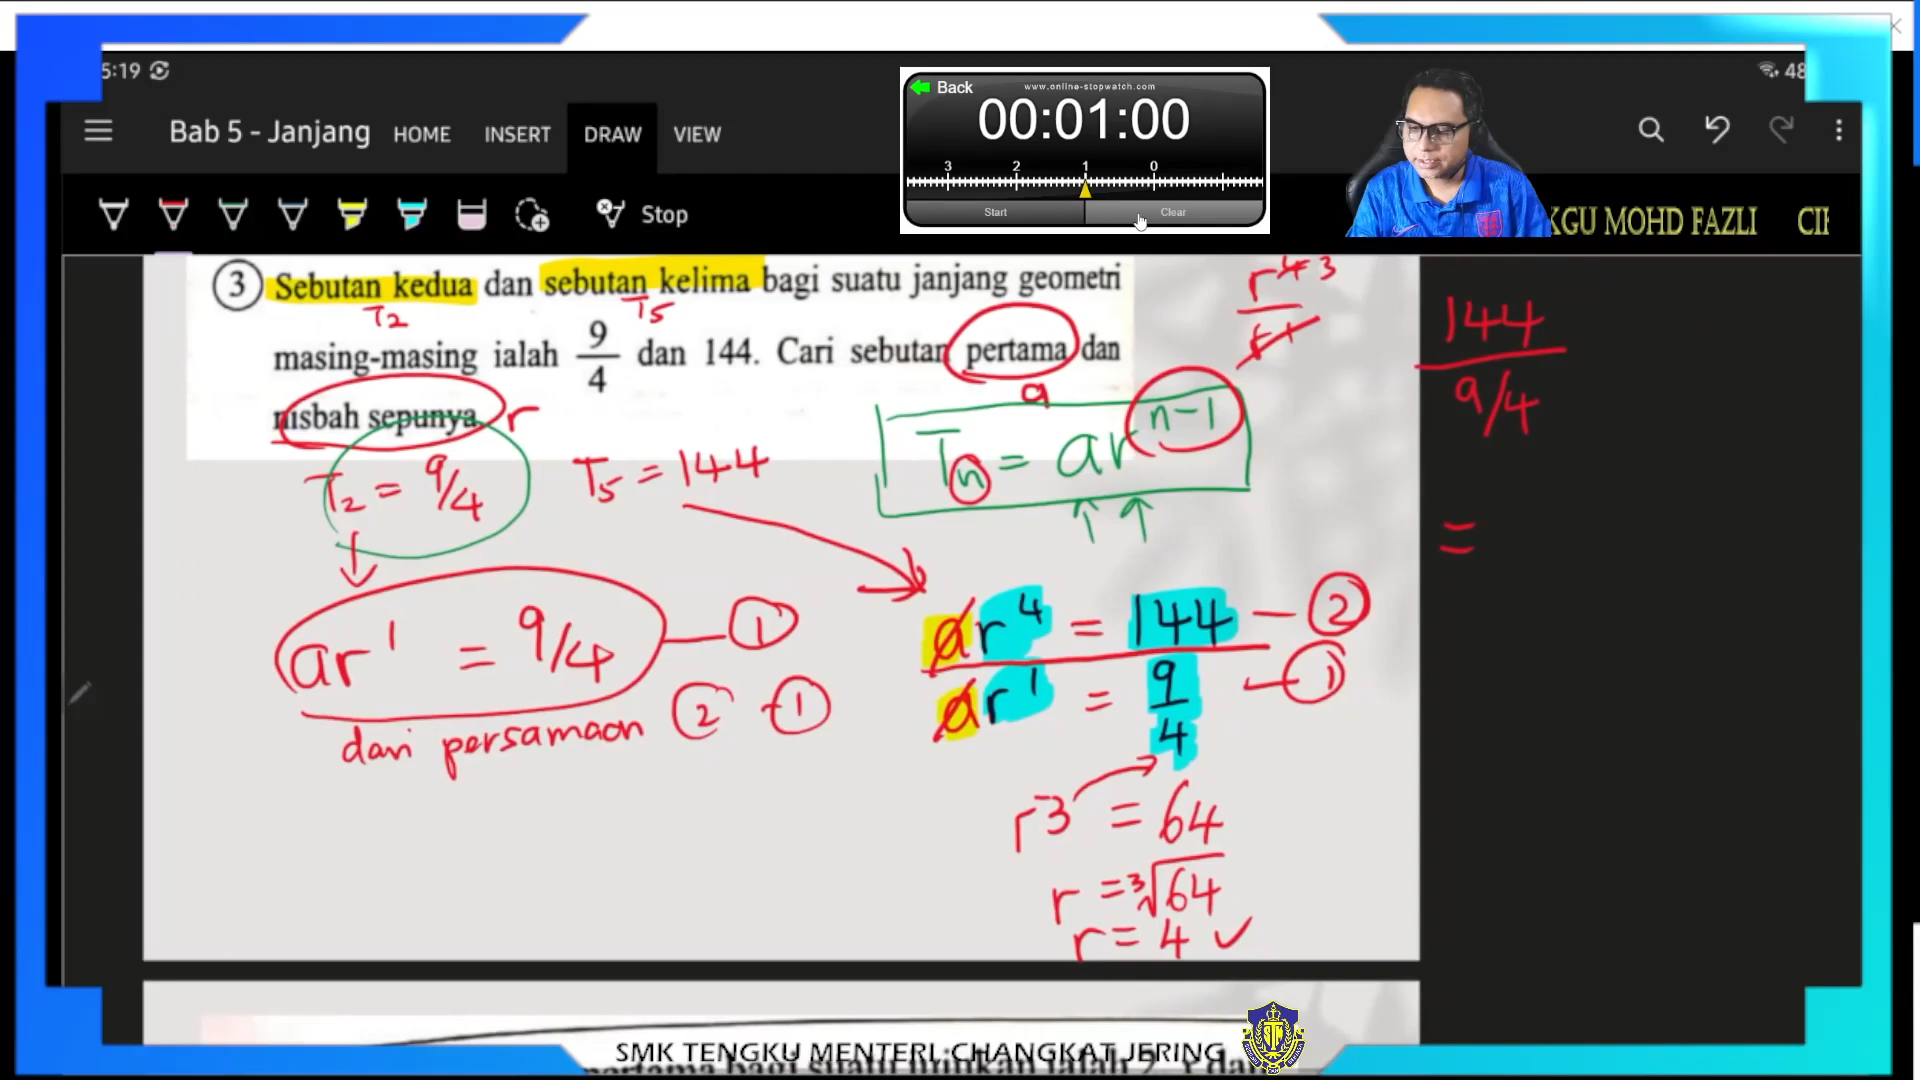 5:19
48
Back
www.online-stopwatch.com
00:01:00
3 2 1 0
Start Clear
Bab 5 - Janjang HOME INSERT DRAW VIEW
Stop
KGU MOHD FAZLI
3 Sebutan kedua dan sebutan kelima bagi suatu janjang geometri
T2 T5
masing-masing ialah 9/4 dan 144. Cari sebutan pertama dan
a
nisbah sepunya r
144
9/4
=
T2 = 9/4 T5 = 144
Tn = ar^n-1
ar^4 = 144 — 2
ar^1 = 9/4 — 1
ar^1 = 9/4 — 1
dari persamaan 2 ÷ 1
r^3 = 64
r = ³√64
r = 4 ✓
SMK TENGKU MENTERI, CHANGKAT JERING